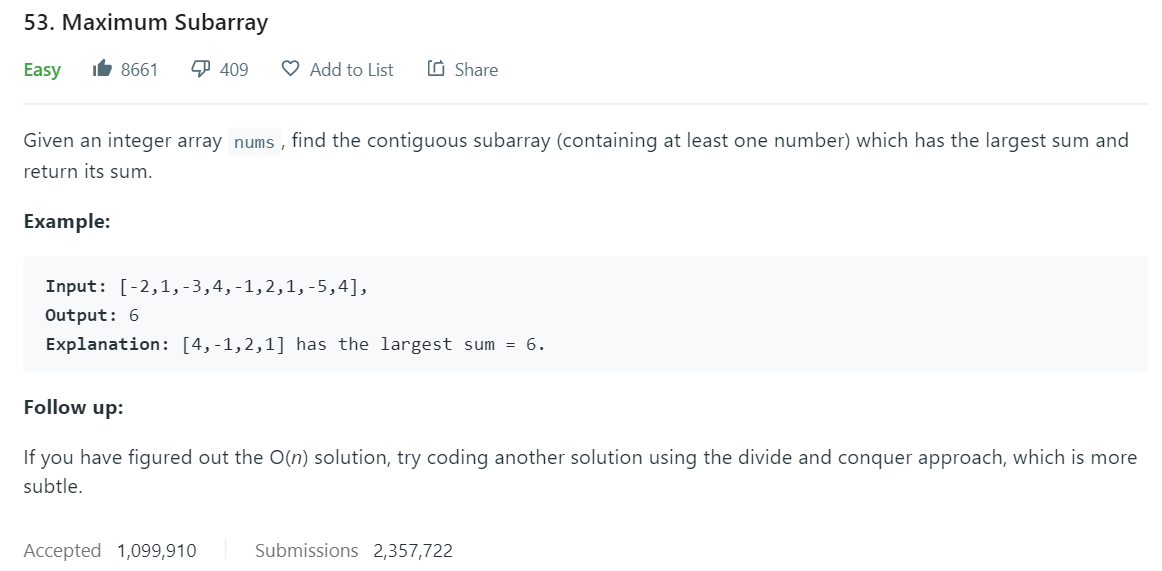 53. Maximum Subarray
Easy 8661 409 Add to List Share
Given an integer array nums , find the contiguous subarray (containing at least one number) which has the largest sum and
return its sum.
Example:
Input: [-2,1,-3,4,-1,2,1,-5,4],
Output: 6
Explanation: [4,-1,2,1] has the largest sum = 6.
Follow up:
If you have figured out the O(n) solution, try coding another solution using the divide and conquer approach, which is more
subtle.
Accepted 1,099,910 Submissions 2,357,722